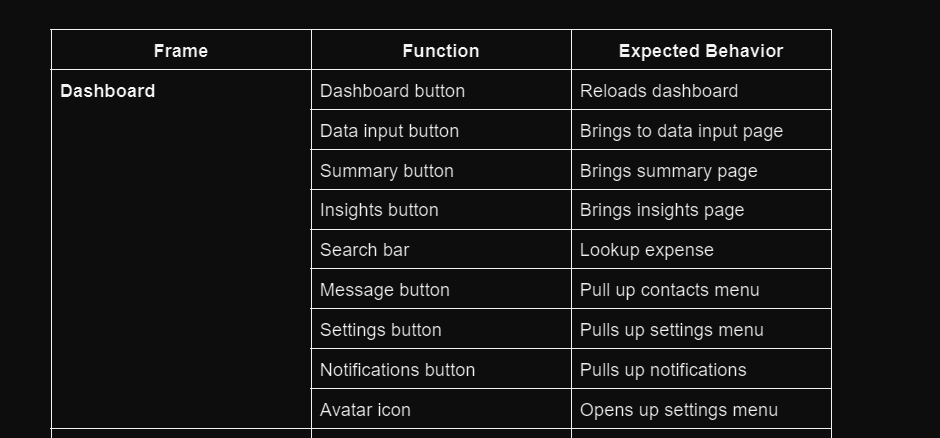 Frame Function Expected Behavior
Dashboard Dashboard button Reloads dashboard
Data input button Brings to data input page
Summary button Brings summary page
Insights button Brings insights page
Search bar Lookup expense
Message button Pull up contacts menu
Settings button Pulls up settings menu
Notifications button Pulls up notifications
Avatar icon Opens up settings menu